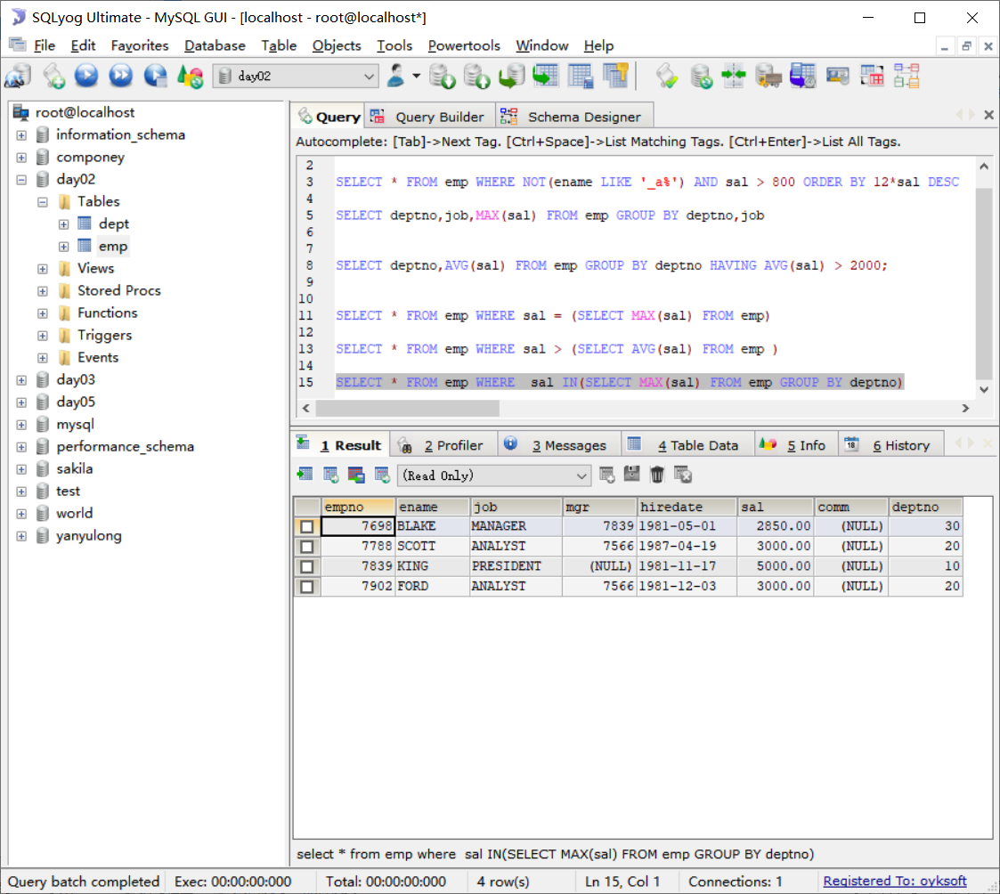 SQLyog Ultimate - MySQL GUI - [localhost - root@localhost*]
File Edit Favorites Database Table Objects Tools Powertools Window Help
day02
root@localhost
information_schema
componey
day02
Tables
dept
emp
Views
Stored Procs
Functions
Triggers
Events
day03
day05
mysql
performance_schema
sakila
test
world
yanyulong
Query Query Builder Schema Designer
Autocomplete: [Tab]->Next Tag. [Ctrl+Space]->List Matching Tags. [Ctrl+Enter]->List All Tags.
2
3 SELECT * FROM emp WHERE NOT(ename LIKE '_a%') AND sal > 800 ORDER BY 12*sal DESC
4
5 SELECT deptno,job,MAX(sal) FROM emp GROUP BY deptno,job
6
7
8 SELECT deptno,AVG(sal) FROM emp GROUP BY deptno HAVING AVG(sal) > 2000;
9
10
11 SELECT * FROM emp WHERE sal = (SELECT MAX(sal) FROM emp)
12
13 SELECT * FROM emp WHERE sal > (SELECT AVG(sal) FROM emp )
14
15 SELECT * FROM emp WHERE  sal IN(SELECT MAX(sal) FROM emp GROUP BY deptno)
1 Result 2 Profiler 3 Messages 4 Table Data 5 Info 18 6 History
(Read Only)
empno ename job mgr hiredate sal comm deptno
7698 BLAKE MANAGER 7839 1981-05-01 2850.00 (NULL) 30
7788 SCOTT ANALYST 7566 1987-04-19 3000.00 (NULL) 20
7839 KING PRESIDENT (NULL) 1981-11-17 5000.00 (NULL) 10
7902 FORD ANALYST 7566 1981-12-03 3000.00 (NULL) 20
select * from emp where  sal IN(SELECT MAX(sal) FROM emp GROUP BY deptno)
Query batch completed Exec: 00:00:00:000 Total: 00:00:00:000 4 row(s) Ln 15, Col 1 Connections: 1 Registered To: oyksoft